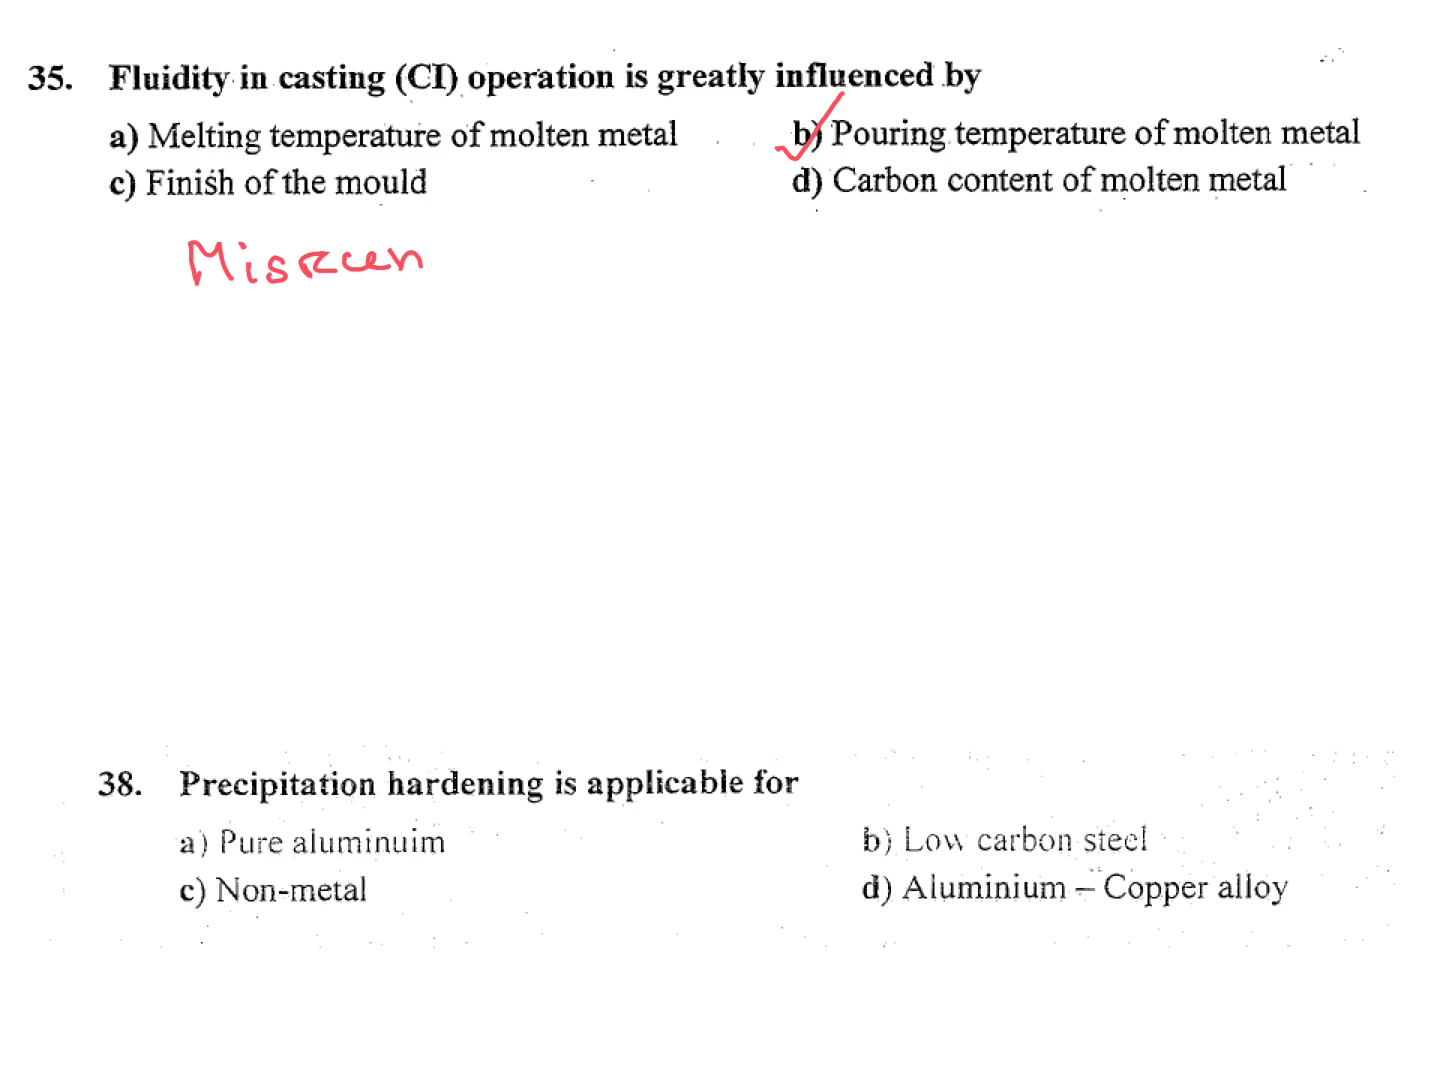 35. Fluidity in casting (CI) operation is greatly influenced by
a) Melting temperature of molten metal b) Pouring temperature of molten metal
c) Finish of the mould d) Carbon content of molten metal
38. Precipitation hardening is applicable for
a) Pure aluminuim b) Low carbon steel
c) Non-metal d) Aluminium – Copper alloy